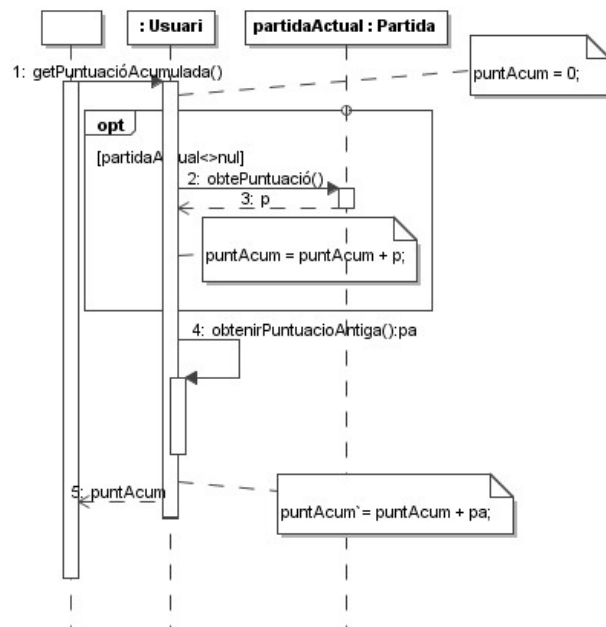 : Usuari
partidaActual : Partida
1: getPuntuacióAcumulada()
puntAcum = 0;
opt
[partidaActual<>nul]
2: obtePuntuació()
3: p
puntAcum = puntAcum + p;
4: obtenirPuntuacioAntiga():pa
5: puntAcum
puntAcum`= puntAcum + pa;